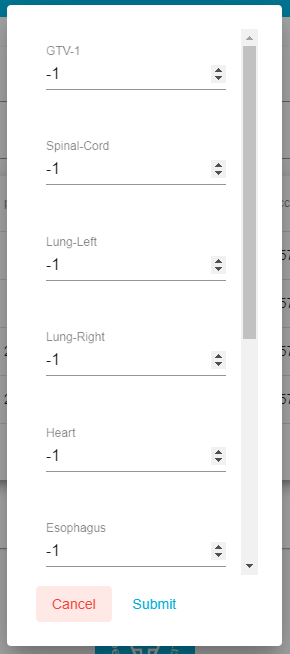 GTV-1
-1
Spinal-Cord
-1
Lung-Left
-1
Lung-Right
-1
Heart
-1
Esophagus
-1
Cancel Submit